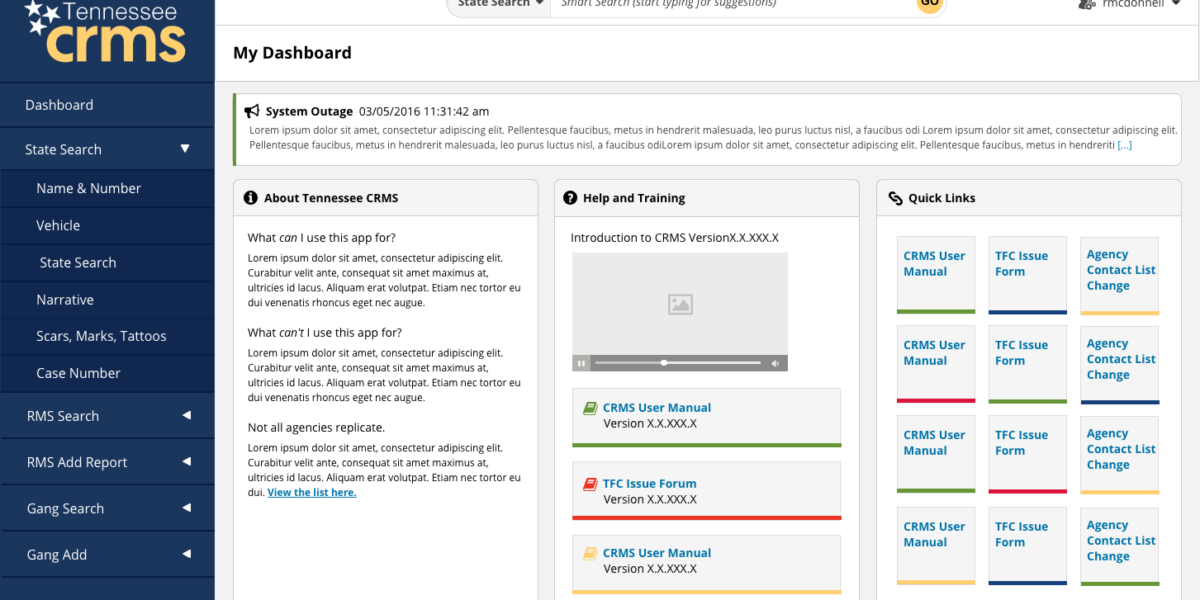 Tennessee
crms
State Search
Smart Search (start typing for suggestions)
GO
rmcdonnell
My Dashboard
Dashboard
State Search
Name & Number
Vehicle
State Search
Narrative
Scars, Marks, Tattoos
Case Number
RMS Search
RMS Add Report
Gang Search
Gang Add
System Outage 03/05/2016 11:31:42 am
Lorem ipsum dolor sit amet, consectetur adipiscing elit. Pellentesque faucibus, metus in hendrerit malesuada, leo purus luctus nisl, a faucibus odi Lorem ipsum dolor sit amet, consectetur adipiscing elit.
Pellentesque faucibus, metus in hendrerit malesuada, leo purus luctus nisl, a faucibus odiLorem ipsum dolor sit amet, consectetur adipiscing elit. Pellentesque faucibus, metus in hendreriti [...]
About Tennessee CRMS
What can I use this app for?
Lorem ipsum dolor sit amet, consectetur adipiscing elit.
Curabitur velit ante, consequat sit amet maximus at,
ultricies id lacus. Aliquam erat volutpat. Etiam nec tortor eu
dui venenatis rhoncus eget nec augue.
What can't I use this app for?
Lorem ipsum dolor sit amet, consectetur adipiscing elit.
Curabitur velit ante, consequat sit amet maximus at,
ultricies id lacus. Aliquam erat volutpat. Etiam nec tortor eu
dui venenatis rhoncus eget nec augue.
Not all agencies replicate.
Lorem ipsum dolor sit amet, consectetur adipiscing elit.
Curabitur velit ante, consequat sit amet maximus at,
ultricies id lacus. Aliquam erat volutpat. Etiam nec tortor eu
dui. View the list here.
Help and Training
Introduction to CRMS VersionX.X.XXX.X
CRMS User Manual
Version X.X.XXX.X
TFC Issue Forum
Version X.X.XXX.X
CRMS User Manual
Version X.X.XXX.X
Quick Links
CRMS User
Manual
TFC Issue
Form
Agency
Contact List
Change
CRMS User
Manual
TFC Issue
Form
Agency
Contact List
Change
CRMS User
Manual
TFC Issue
Form
Agency
Contact List
Change
CRMS User
Manual
TFC Issue
Form
Agency
Contact List
Change